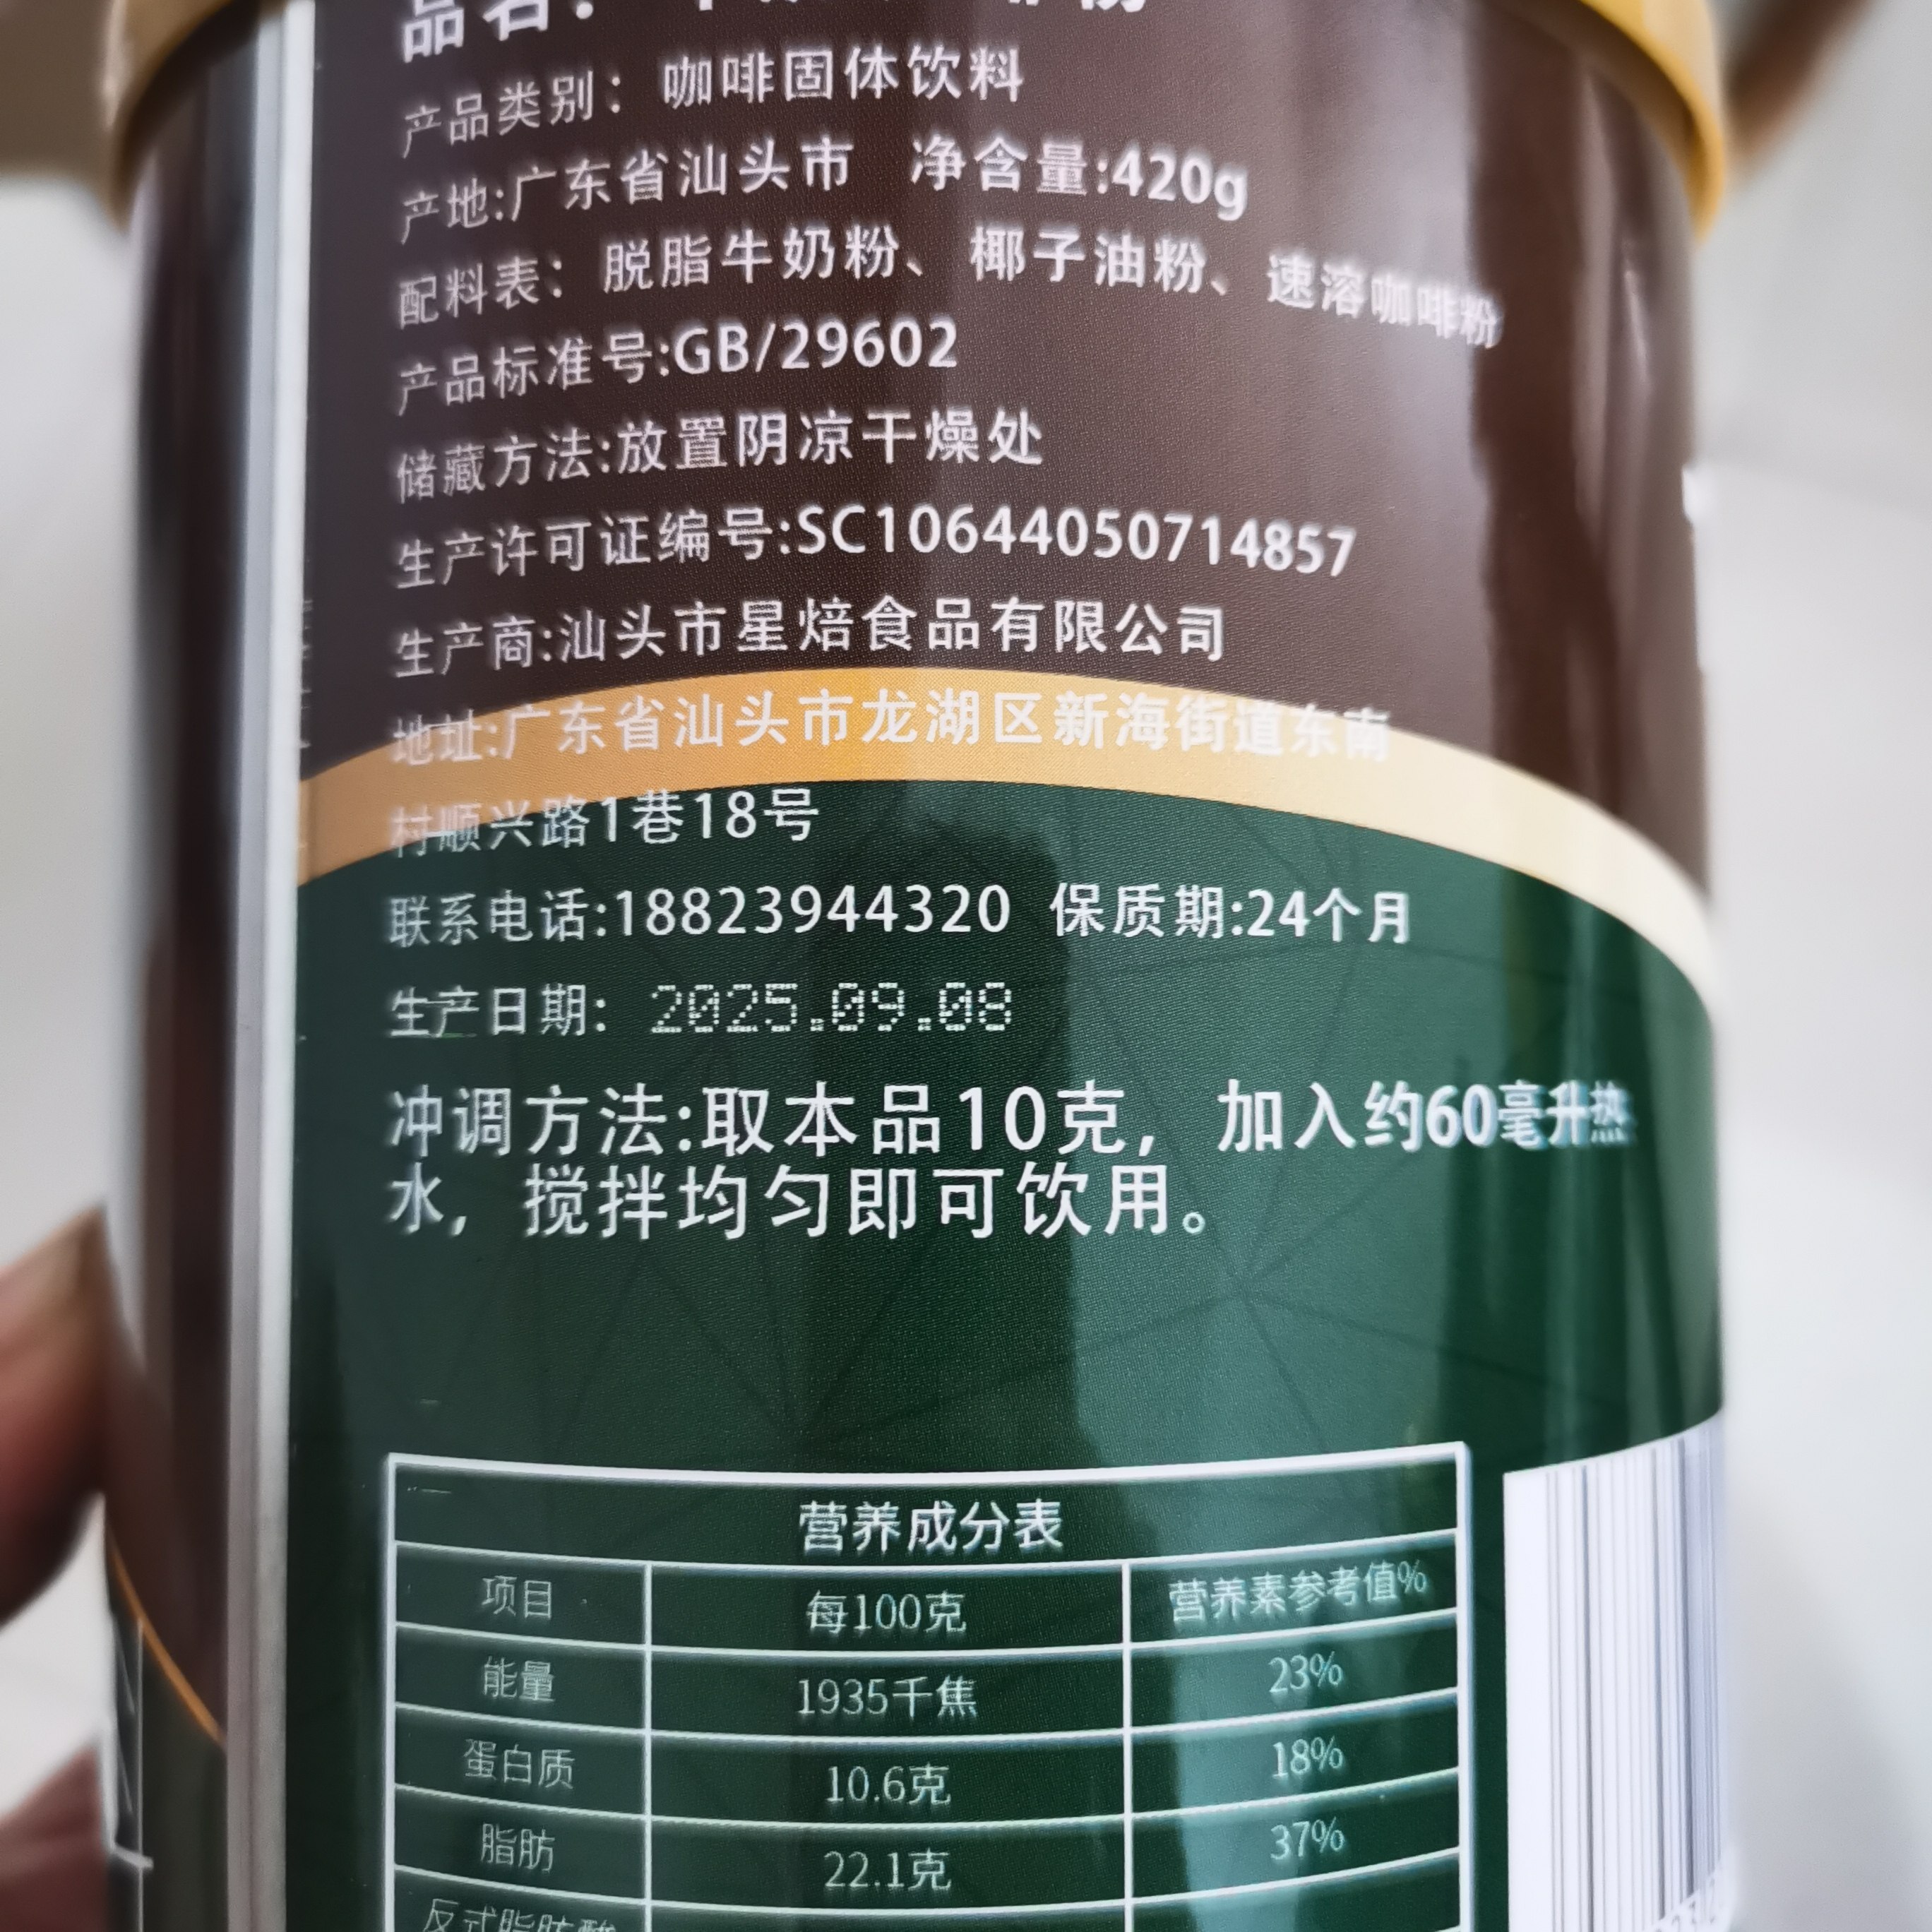 品名：
产品类别：咖啡固体饮料
产地:广东省汕头市 净含量:420g
配料表：脱脂牛奶粉、椰子油粉、速溶咖啡粉
产品标准号:GB/29602
储藏方法:放置阴凉干燥处
生产许可证编号:SC10644050714857
生产商:汕头市星焙食品有限公司
地址:广东省汕头市龙湖区新海街道东南
村顺兴路1巷18号
联系电话:18823944320 保质期:24个月
生产日期: 2025.09.08
冲调方法:取本品10克，加入约60毫升热
水，搅拌均匀即可饮用。
营养成分表
项目 每100克 营养素参考值%
能量 1935千焦 23%
蛋白质 10.6克 18%
脂肪 22.1克 37%
反式脂肪酸